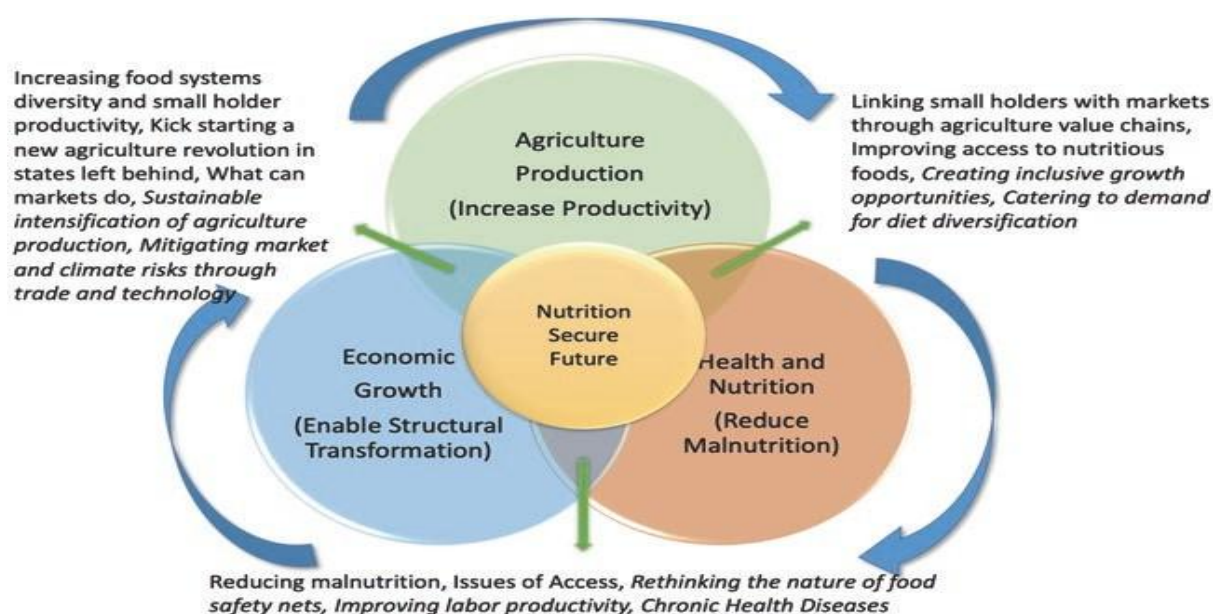 Increasing food systems
diversity and small holder
productivity, Kick starting a
new agriculture revolution in
states left behind, What can
markets do, Sustainable
intensification of agriculture
production, Mitigating market
and climate risks through
trade and technology
Agriculture
Production
(Increase Productivity)
Linking small holders with markets
through agriculture value chains,
Improving access to nutritious
foods, Creating inclusive growth
opportunities, Catering to demand
for diet diversification
Nutrition
Secure
Future
Economic
Growth
(Enable Structural
Transformation)
Health and
Nutrition
(Reduce
Malnutrition)
Reducing malnutrition, Issues of Access, Rethinking the nature of food
safety nets, Improving labor productivity, Chronic Health Diseases